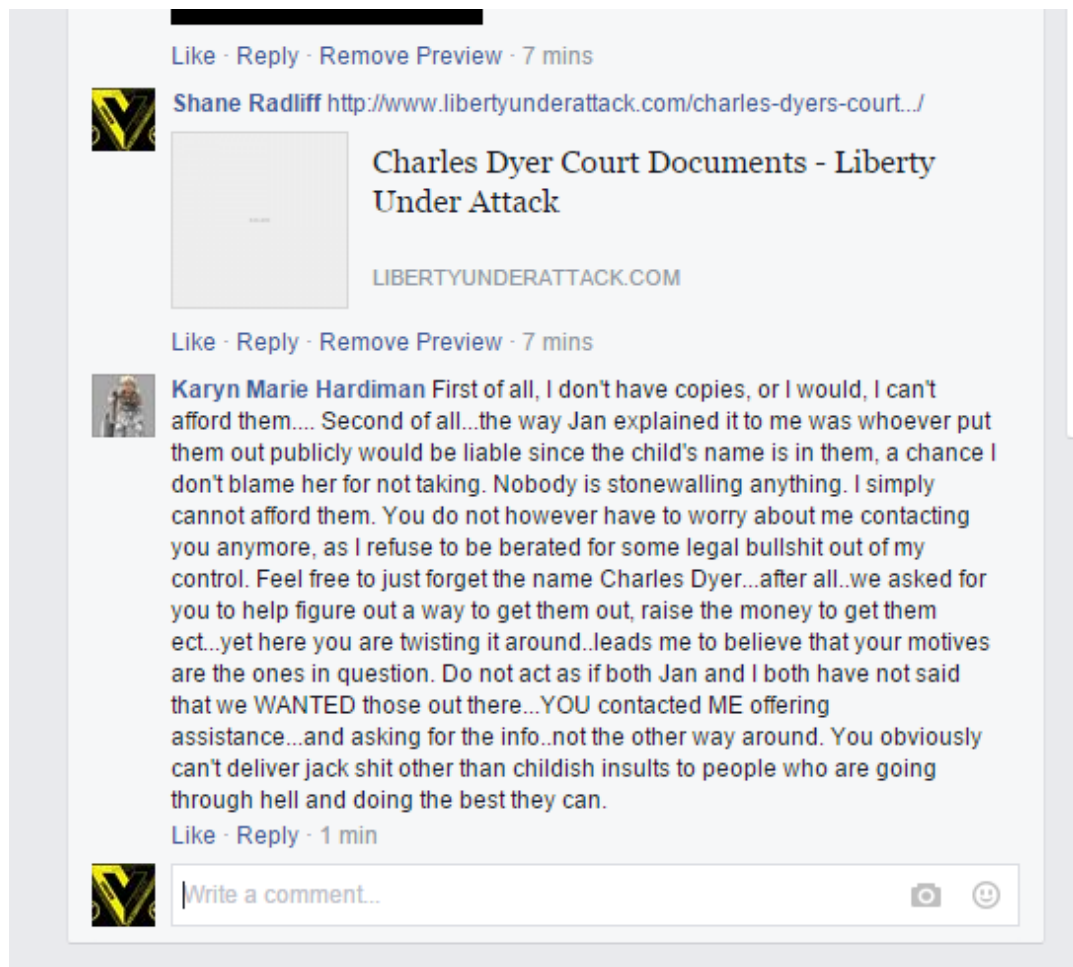 Like · Reply · Remove Preview · 7 mins
Shane Radliff http://www.libertyunderattack.com/charles-dyers-court.../
Charles Dyer Court Documents - Liberty
Under Attack
LIBERTYUNDERATTACK.COM
Like · Reply · Remove Preview · 7 mins
Karyn Marie Hardiman First of all, I don't have copies, or I would, I can't
afford them.... Second of all...the way Jan explained it to me was whoever put
them out publicly would be liable since the child's name is in them, a chance I
don't blame her for not taking. Nobody is stonewalling anything. I simply
cannot afford them. You do not however have to worry about me contacting
you anymore, as I refuse to be berated for some legal bullshit out of my
control. Feel free to just forget the name Charles Dyer...after all..we asked for
you to help figure out a way to get them out, raise the money to get them
ect...yet here you are twisting it around..leads me to believe that your motives
are the ones in question. Do not act as if both Jan and I both have not said
that we WANTED those out there...YOU contacted ME offering
assistance...and asking for the info..not the other way around. You obviously
can't deliver jack shit other than childish insults to people who are going
through hell and doing the best they can.
Like · Reply · 1 min
Write a comment...